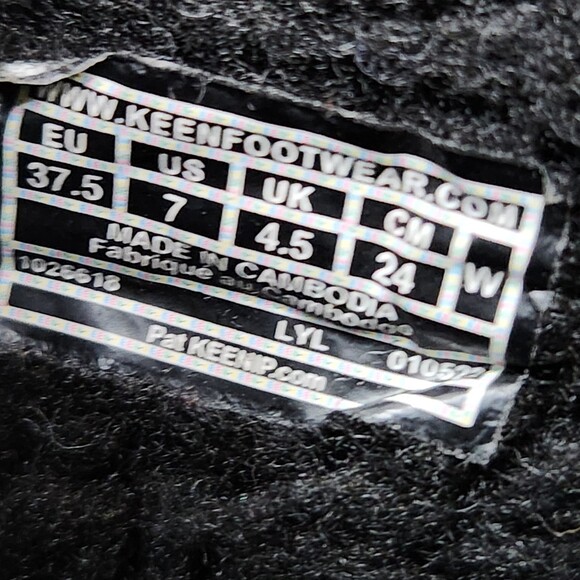 WWW.KEENFOOTWEAR.COM
EU US UK CM W
37.5 7 4.5 24
MADE IN CAMBODIA
Fabriqué au Cambodge
1026618 LYL 010522
Pat KEENIP.com